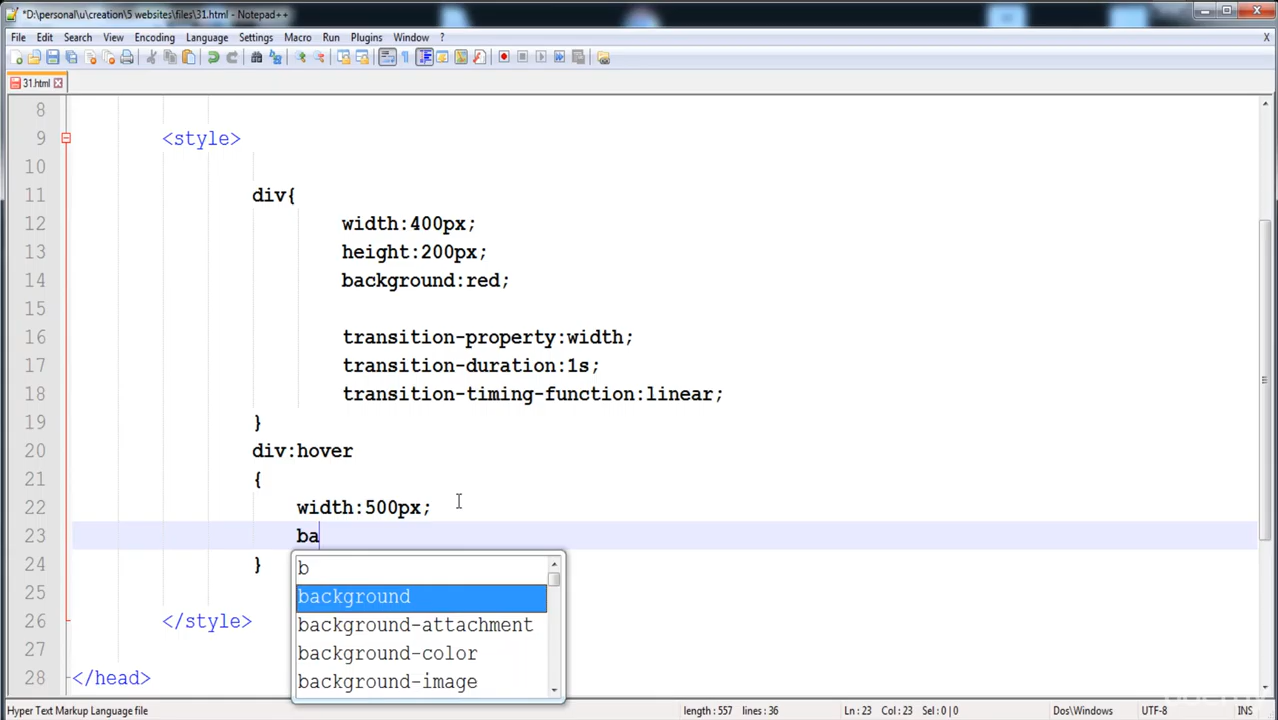 *D:\personal\u\creation\5 websites\files\31.html - Notepad++
File Edit Search View Encoding Language Settings Macro Run Plugins Window ? X
31.html
8
9 <style>
10
11 div{
12 width:400px;
13 height:200px;
14 background:red;
15
16 transition-property:width;
17 transition-duration:1s;
18 transition-timing-function:linear;
19 }
20 div:hover
21 {
22 width:500px;
23 ba
b
24 }
background
25
background-attachment
26 </style>
27
background-color
28 </head>
background-image
Hyper Text Markup Language file length:557 lines:36 Ln:23 Col:23 Sel:0|0 Dos\Windows UTF-8 INS